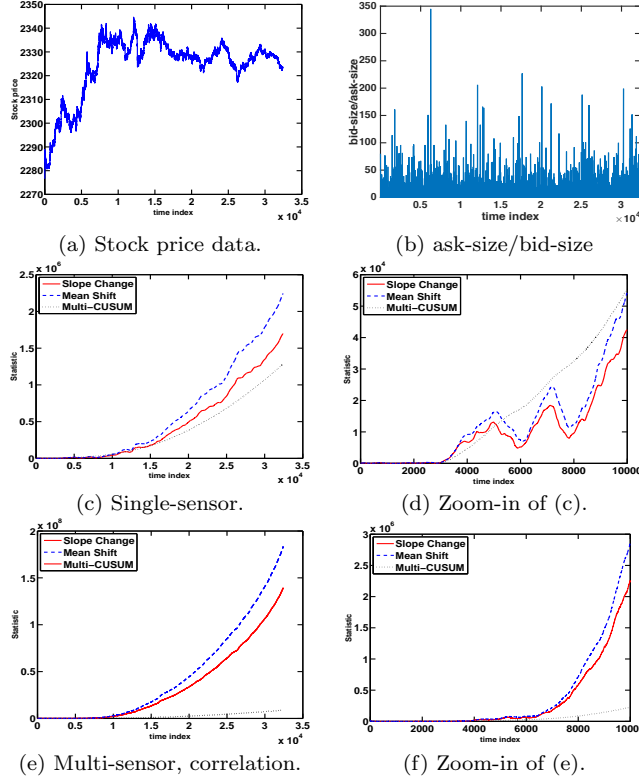 2350
2340
2330
2320
2310
2300
2290
2280
2270
Stock price
0 0.5 1 1.5 2 2.5 3 3.5
time index
x 10^4
(a) Stock price data.
350
300
250
200
150
100
50
0
bid-size/ask-size
0.5 1 1.5 2 2.5 3
time index
×10^4
(b) ask-size/bid-size
x 10^6
2.5
2
1.5
1
0.5
0
Statistic
Slope Change
Mean Shift
Multi-CUSUM
0 0.5 1 1.5 2 2.5 3 3.5
time index
x 10^4
(c) Single-sensor.
x 10^4
6
5
4
3
2
1
0
Statistic
Slope Change
Mean Shift
Multi-CUSUM
0 2000 4000 6000 8000 10000
time index
(d) Zoom-in of (c).
x 10^8
2
1.5
1
0.5
0
Statistic
Slope Change
Mean Shift
Multi-CUSUM
0 0.5 1 1.5 2 2.5 3 3.5
time index
x 10^4
(e) Multi-sensor, correlation.
x 10^6
3
2.5
2
1.5
1
0.5
0
Statistic
Slope Change
Mean Shift
Multi-CUSUM
0 2000 4000 6000 8000 10000
time index
(f) Zoom-in of (e).